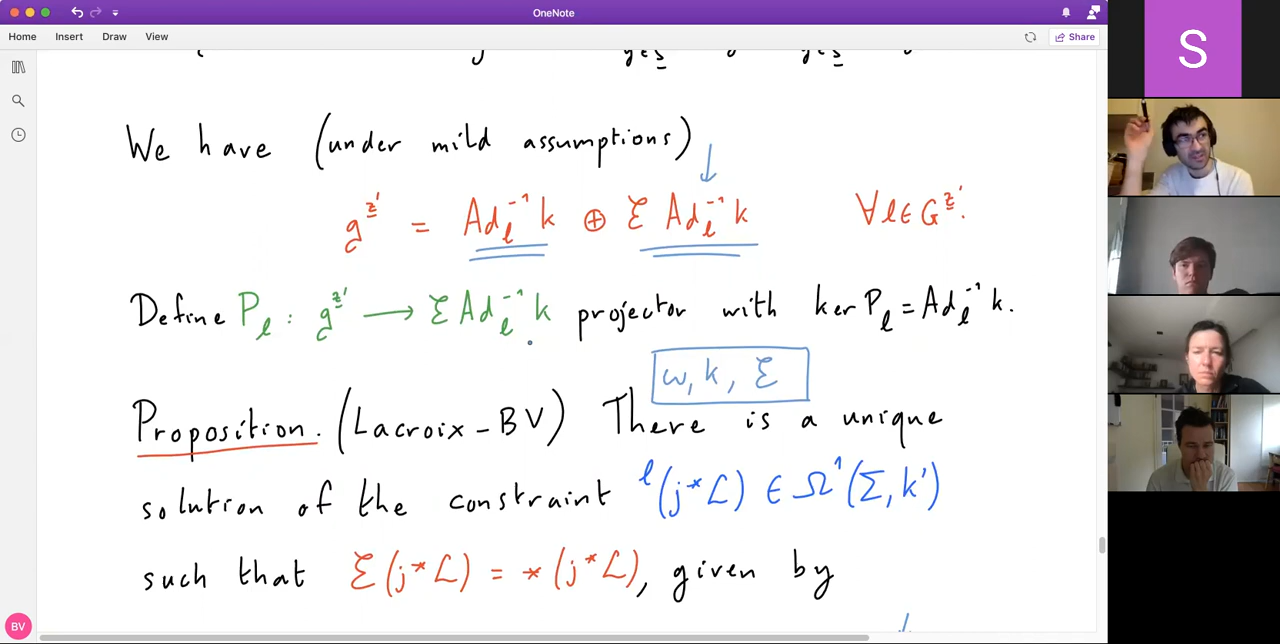 OneNote
Home Insert Draw View
Share
We have (under mild assumptions)
g^{z'} = Ad_ℓ^{-1} k ⊕ ℰ Ad_ℓ^{-1} k ∀ℓ∈G^{z'}.
Define P_ℓ : g^{z'} ⟶ ℰ Ad_ℓ^{-1} k projector with ker P_ℓ = Ad_ℓ^{-1} k.
ω, k, ℰ
Proposition. (Lacroix-BV) There is a unique
solution of the constraint ^ℓ(j*ℒ) ∈ Ω^1(Σ, k')
such that ℰ(j*ℒ) = *(j*ℒ), given by
S
BV